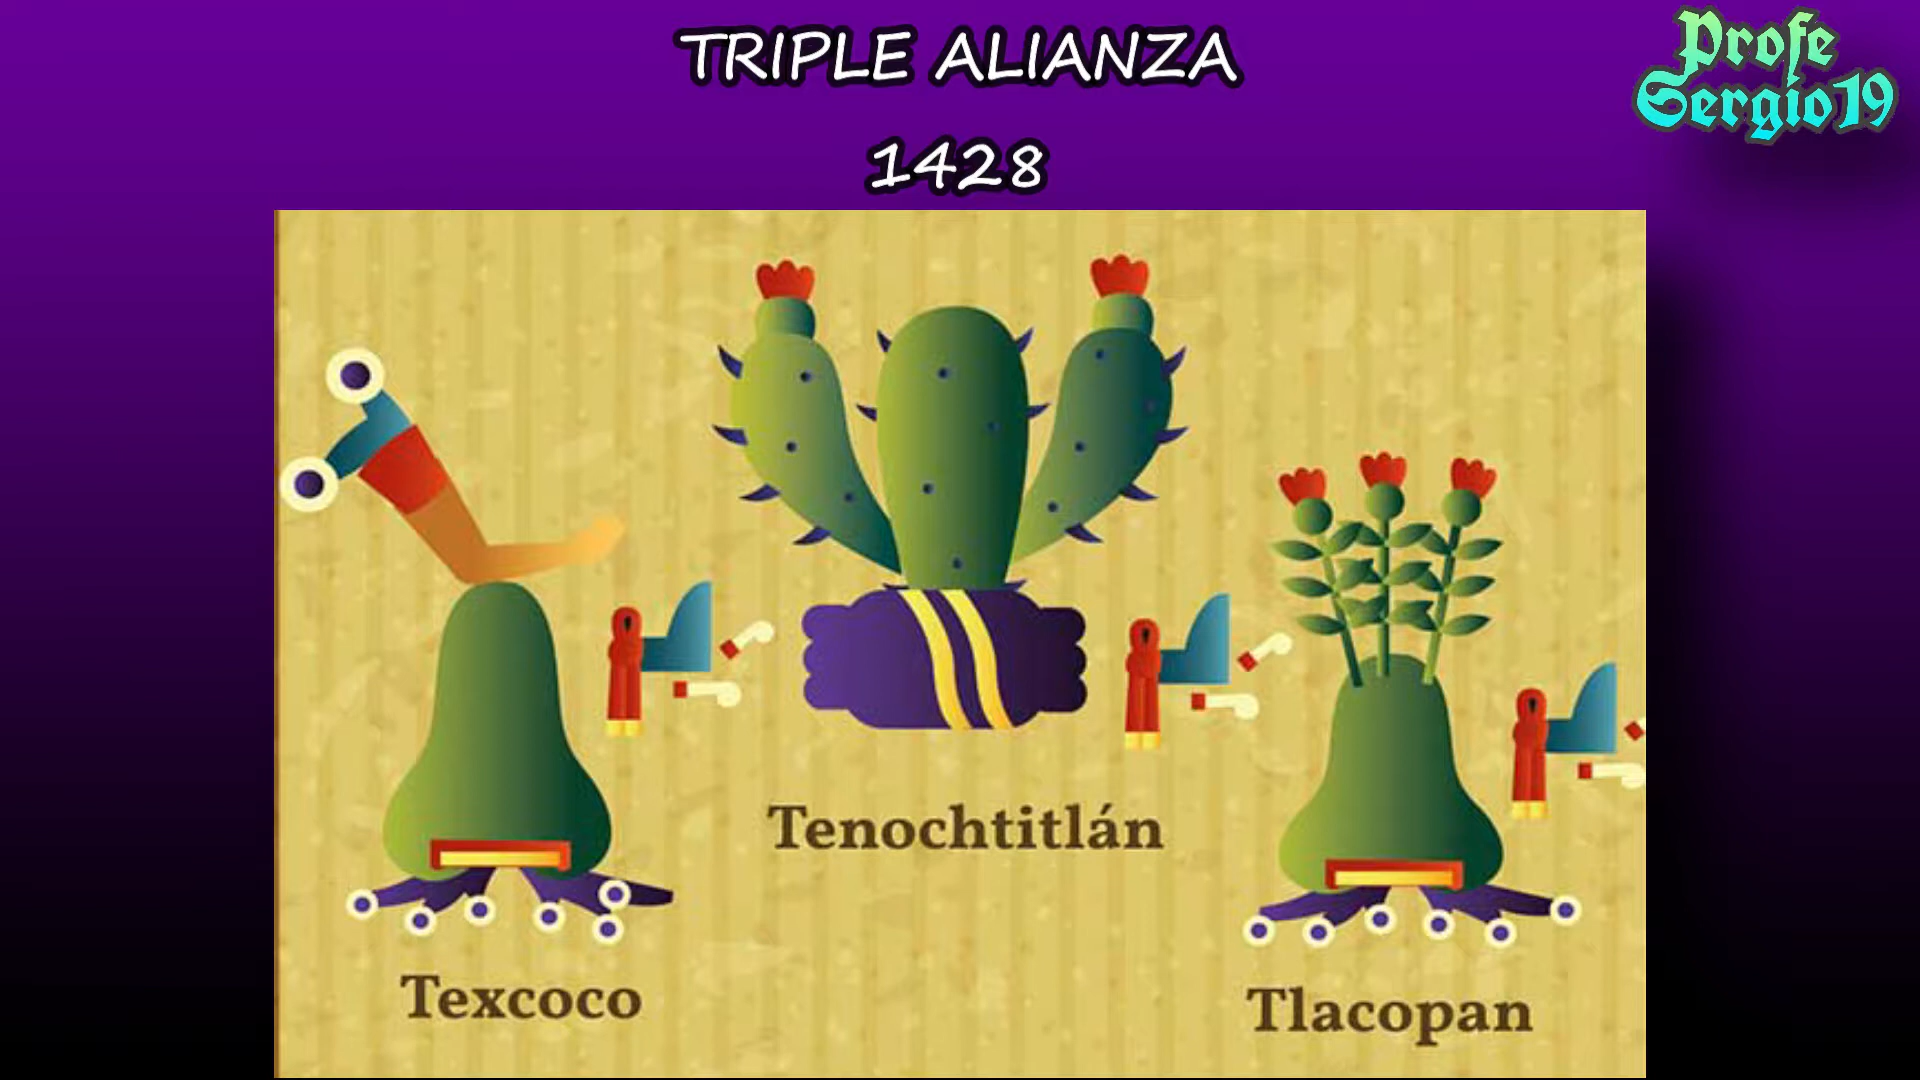 TRIPLE ALIANZA
1428
Profe
Sergio19
Tenochtitlán
Texcoco
Tlacopan